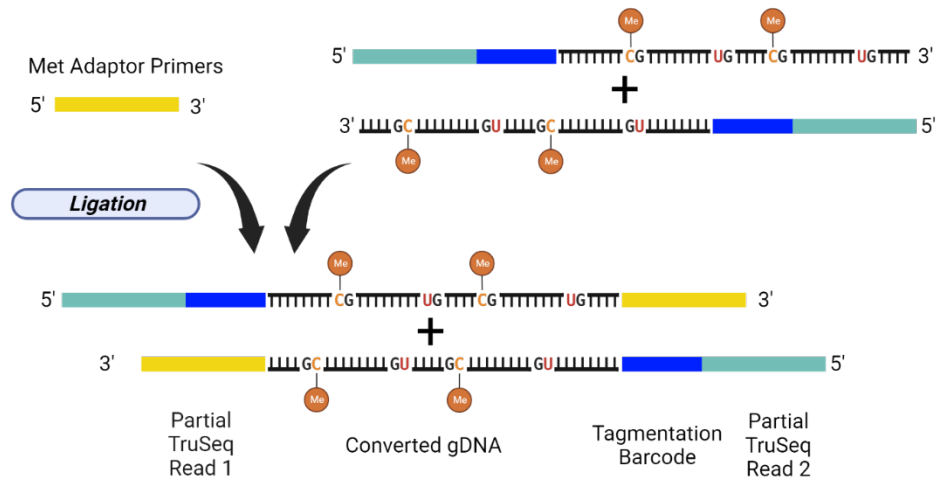 Me Me
5' CG UG CG UG 3'
Met Adaptor Primers
5' 3'
+
3' GC GU GC GU 5'
Me Me
Ligation
Me Me
5' CG UG CG UG 3'
+
3' GC GU GC GU 5'
Me Me
Partial
TruSeq
Read 1
Converted gDNA
Tagmentation
Barcode
Partial
TruSeq
Read 2